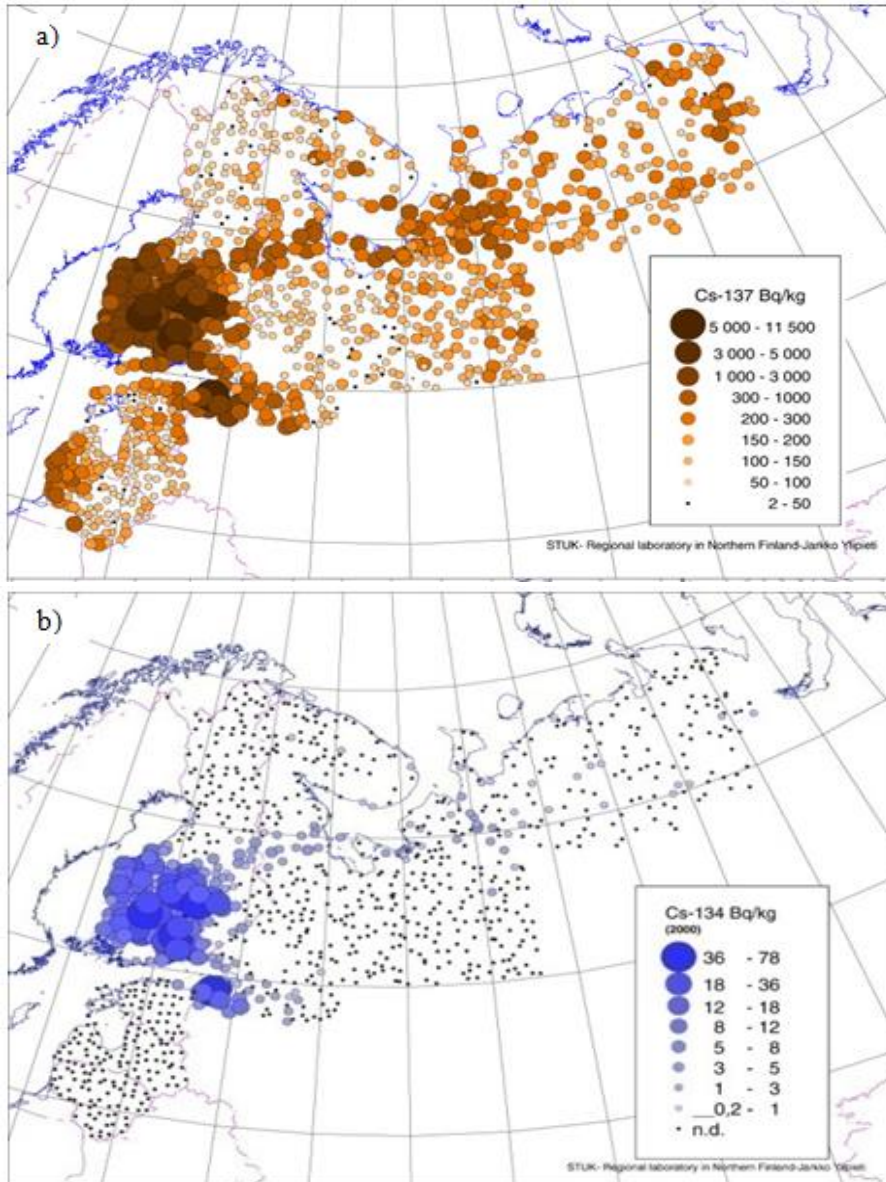 a)
Cs-137 Bq/kg
5 000 - 11 500
3 000 - 5 000
1 000 - 3 000
300 - 1000
200 - 300
150 - 200
100 - 150
50 - 100
2 - 50
STUK- Regional laboratory in Northern Finland-Jarkko Ylipieti
b)
Cs-134 Bq/kg
(2000)
36 - 78
18 - 36
12 - 18
8 - 12
5 - 8
3 - 5
1 - 3
__0,2 - 1
n.d.
STUK- Regional laboratory in Northern Finland-Jarkko Ylipieti